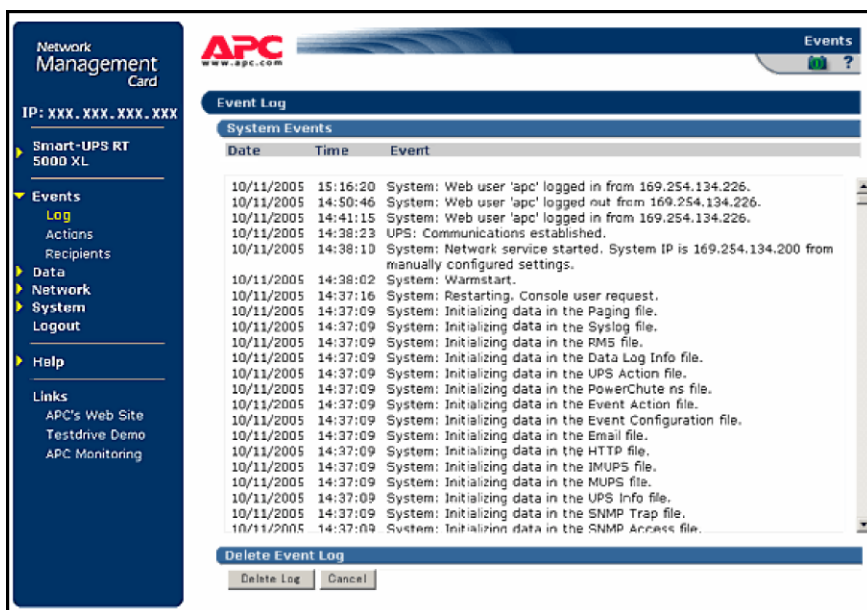 Network
Management
Card
IP: xxx.xxx.xxx.xxx
Smart-UPS RT
5000 XL
Events
Log
Actions
Recipients
Data
Network
System
Logout
Help
Links
APC's Web Site
Testdrive Demo
APC Monitoring
APC
www.apc.com
Events
?
Event Log
System Events
Date Time Event
10/11/2005 15:16:20 System: Web user 'apc' logged in from 169.254.134.226.
10/11/2005 14:50:46 System: Web user 'apc' logged out from 169.254.134.226.
10/11/2005 14:41:15 System: Web user 'apc' logged in from 169.254.134.226.
10/11/2005 14:38:23 UPS: Communications established.
10/11/2005 14:38:10 System: Network service started. System IP is 169.254.134.200 from
manually configured settings.
10/11/2005 14:38:02 System: Warmstart.
10/11/2005 14:37:16 System: Restarting. Console user request.
10/11/2005 14:37:09 System: Initializing data in the Paging file.
10/11/2005 14:37:09 System: Initializing data in the Syslog file.
10/11/2005 14:37:09 System: Initializing data in the RMS file.
10/11/2005 14:37:09 System: Initializing data in the Data Log Info file.
10/11/2005 14:37:09 System: Initializing data in the UPS Action file.
10/11/2005 14:37:09 System: Initializing data in the PowerChute ns file.
10/11/2005 14:37:09 System: Initializing data in the Event Action file.
10/11/2005 14:37:09 System: Initializing data in the Event Configuration file.
10/11/2005 14:37:09 System: Initializing data in the Email file.
10/11/2005 14:37:09 System: Initializing data in the HTTP file.
10/11/2005 14:37:09 System: Initializing data in the IMUPS file.
10/11/2005 14:37:09 System: Initializing data in the MUPS file.
10/11/2005 14:37:09 System: Initializing data in the UPS Info file.
10/11/2005 14:37:09 System: Initializing data in the SNMP Trap file.
10/11/2005 14:37:09 System: Initializing data in the SNMP Access file.
Delete Event Log
Delete Log Cancel